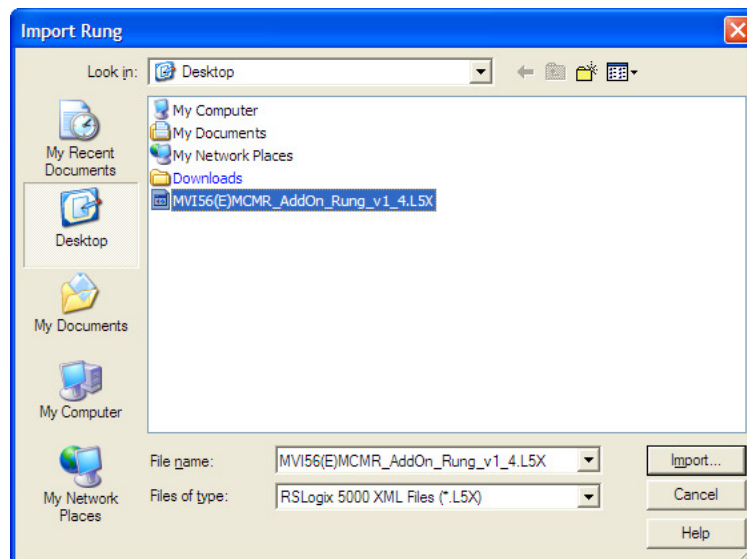 Import Rung
Look in:
Desktop
My Recent
Documents
Desktop
My Documents
My Computer
My Network
Places
My Computer
My Documents
My Network Places
Downloads
MVI56(E)MCMR_AddOn_Rung_v1_4.L5X
File name:
MVI56(E)MCMR_AddOn_Rung_v1_4.L5X
Import...
Files of type:
RSLogix 5000 XML Files (*.L5X)
Cancel
Help